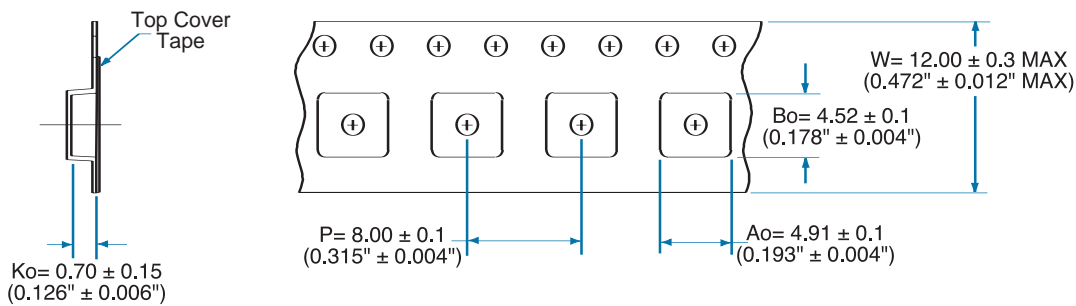 Top Cover
Tape
W= 12.00 ± 0.3 MAX
(0.472" ± 0.012" MAX)
Bo= 4.52 ± 0.1
(0.178" ± 0.004")
P= 8.00 ± 0.1
(0.315" ± 0.004")
Ao= 4.91 ± 0.1
(0.193" ± 0.004")
Ko= 0.70 ± 0.15
(0.126" ± 0.006")